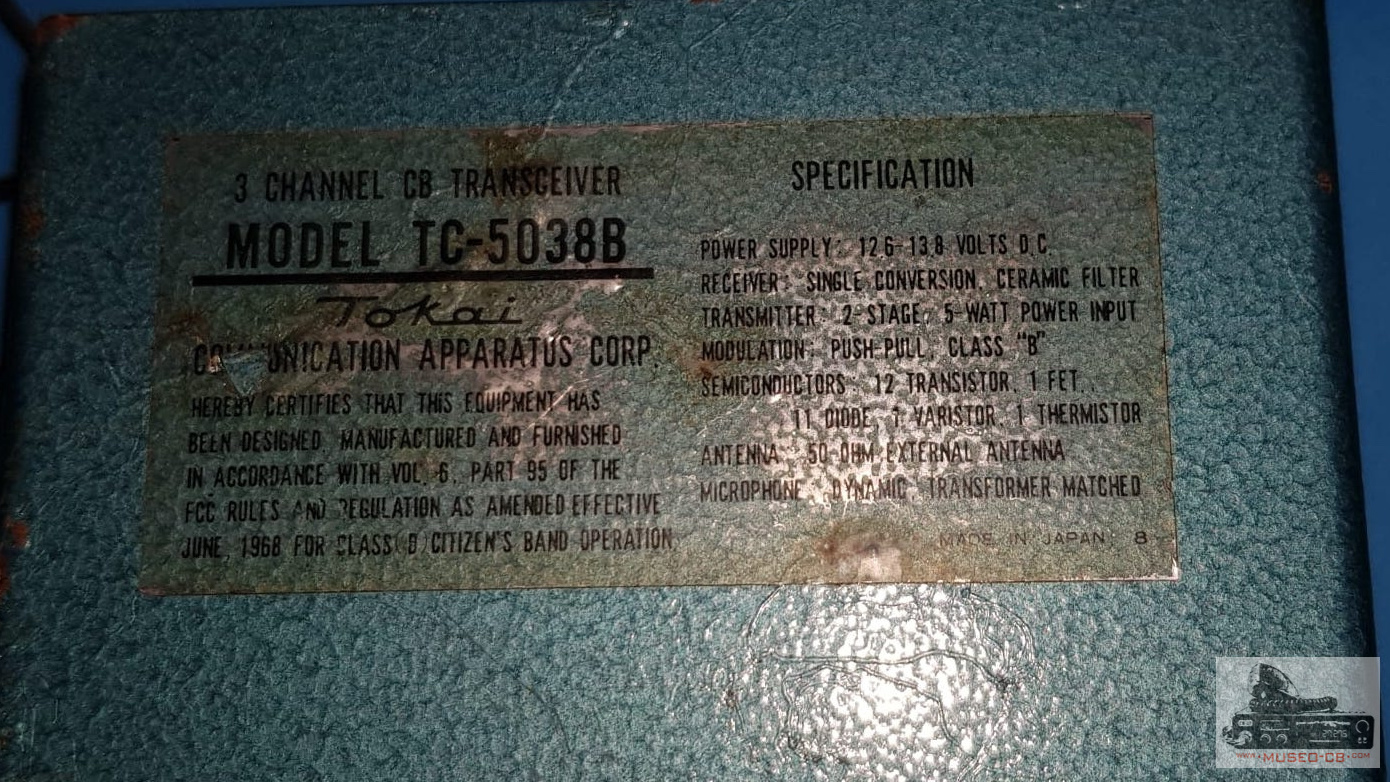 3 CHANNEL CB TRANSCEIVER
MODEL TC-5038B
Tokai
COMMUNICATION APPARATUS CORP.
HEREBY CERTIFIES THAT THIS EQUIPMENT HAS
BEEN DESIGNED, MANUFACTURED AND FURNISHED
IN ACCORDANCE WITH VOL. 6, PART 95 OF THE
FCC RULES AND REGULATION AS AMENDED EFFECTIVE
JUNE, 1968 FOR CLASS D CITIZEN'S BAND OPERATION
SPECIFICATION
POWER SUPPLY: 12.6-13.8 VOLTS D.C.
RECEIVER: SINGLE CONVERSION, CERAMIC FILTER
TRANSMITTER: 2-STAGE, 5-WATT POWER INPUT
MODULATION: PUSH-PULL, CLASS "B"
SEMICONDUCTORS: 12 TRANSISTOR, 1 FET,
11 DIODE, 1 VARISTOR, 1 THERMISTOR
ANTENNA: 50 OHM EXTERNAL ANTENNA
MICROPHONE: DYNAMIC, TRANSFORMER MATCHED
MADE IN JAPAN 8
WWW.MUSEO-CB.COM